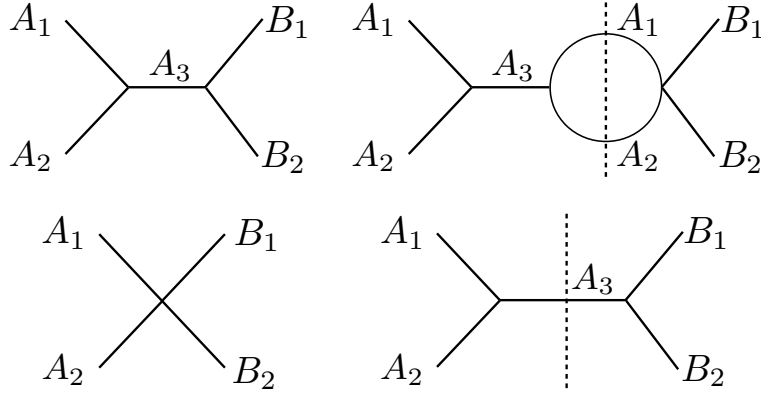 A₁ B₁ A₁ A₁ B₁
A₃ A₃
A₂ B₂ A₂ A₂ B₂
A₁ B₁ A₁ B₁
A₃
A₂ B₂ A₂ B₂